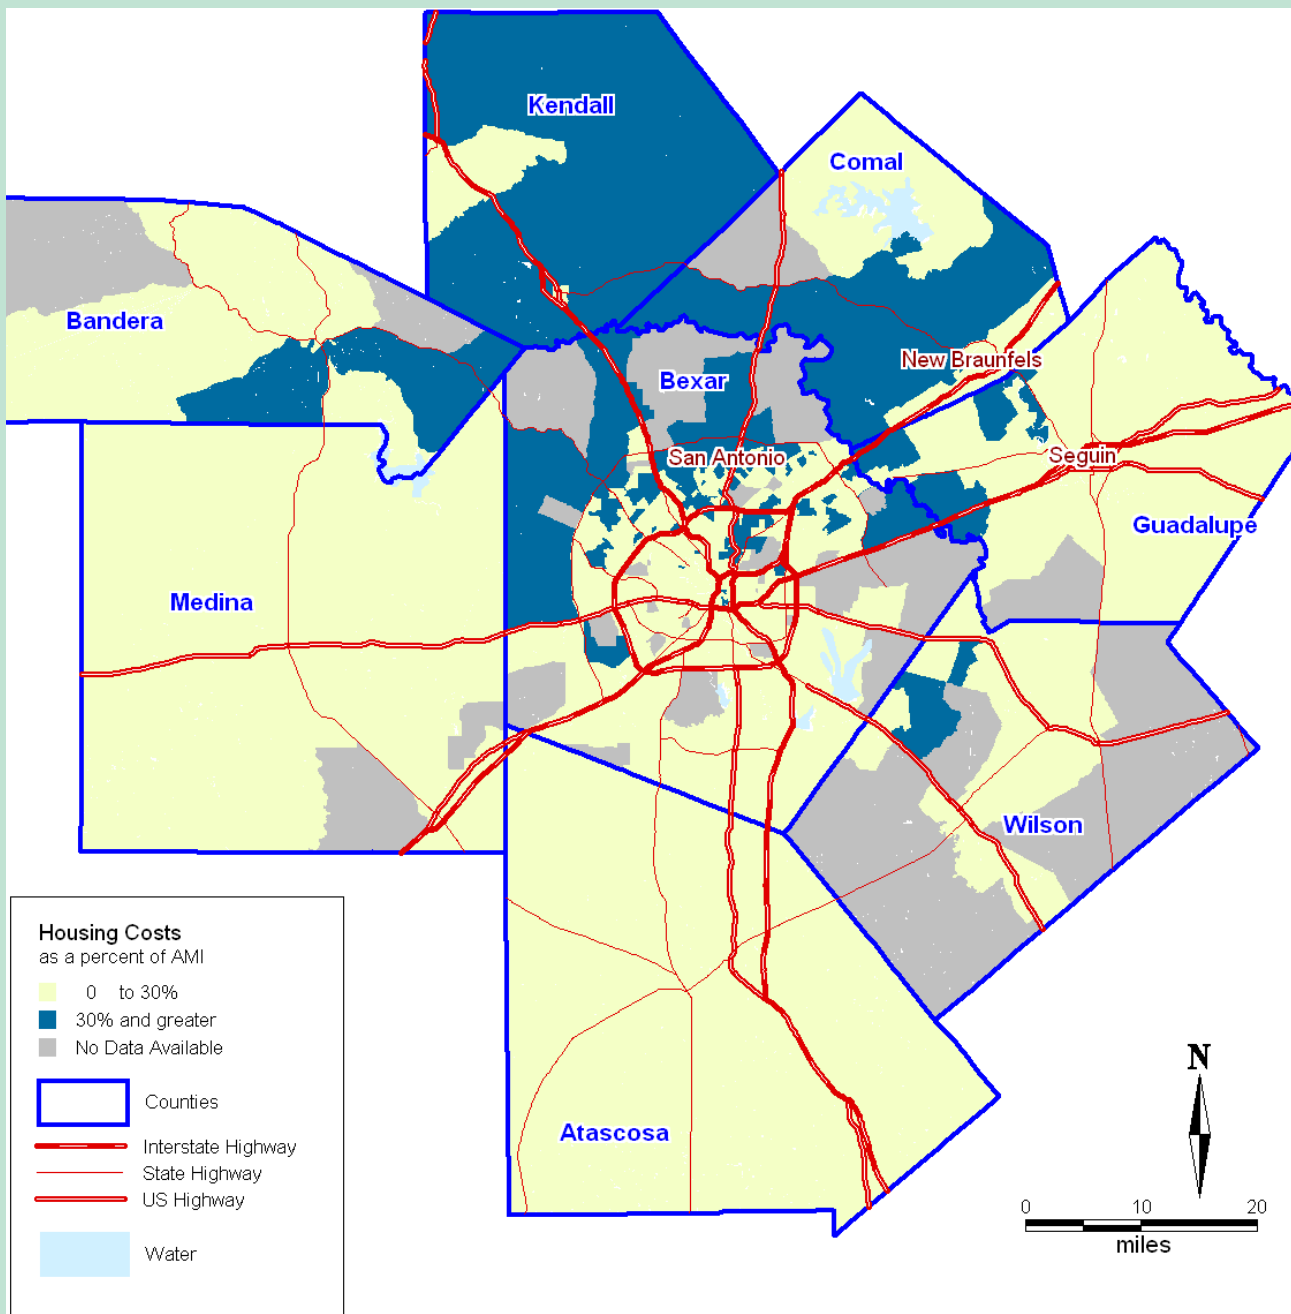 Kendall
Comal
Bandera
New Braunfels
Bexar
San Antonio
Seguin
Guadalupe
Medina
Wilson
Atascosa
Housing Costs
as a percent of AMI
0 to 30%
30% and greater
No Data Available
Counties
Interstate Highway
State Highway
US Highway
Water
N
0 10 20
miles